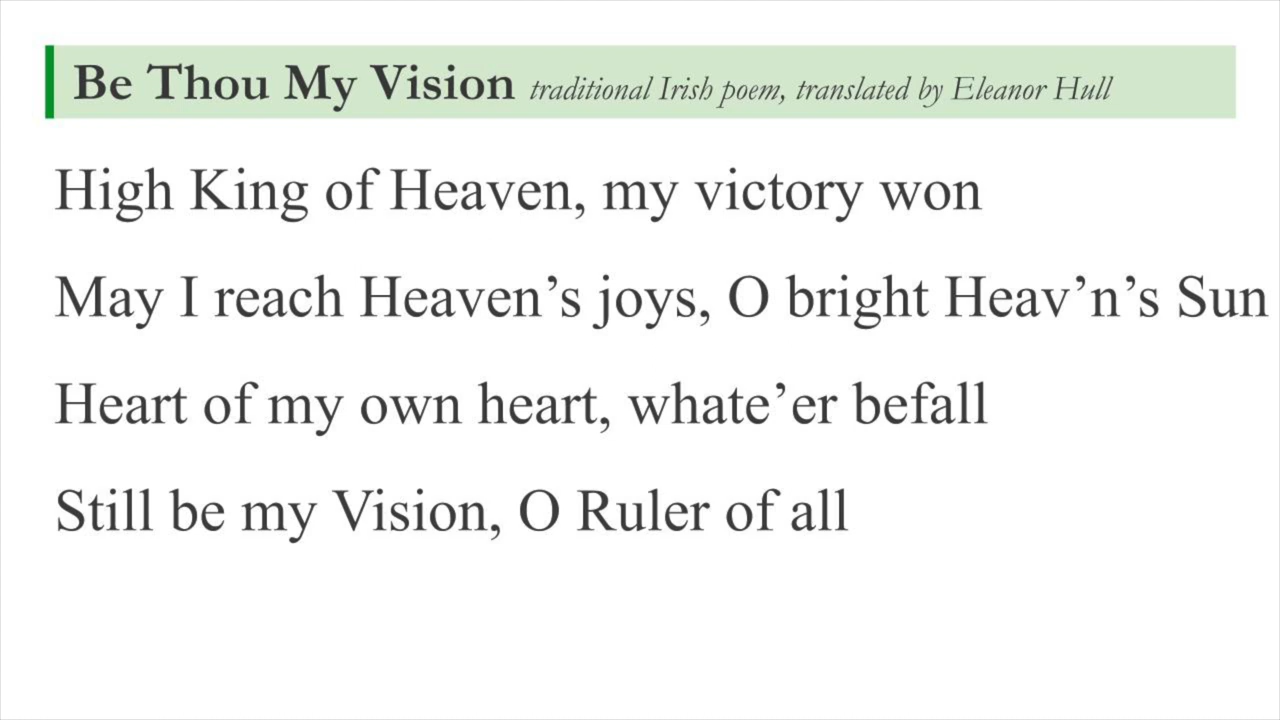 Be Thou My Vision traditional Irish poem, translated by Eleanor Hull
High King of Heaven, my victory won
May I reach Heaven’s joys, O bright Heav’n’s Sun
Heart of my own heart, whate’er befall
Still be my Vision, O Ruler of all